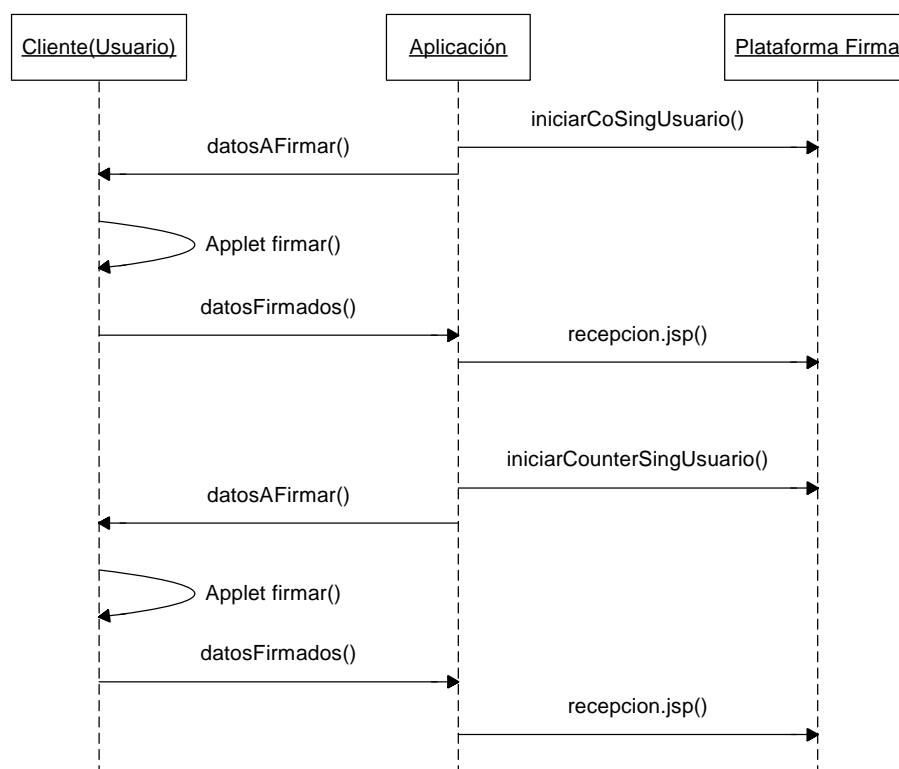 Cliente(Usuario)
Aplicación
Plataforma Firma
iniciarCoSingUsuario()
datosAFirmar()
Applet firmar()
datosFirmados()
recepcion.jsp()
iniciarCounterSingUsuario()
datosAFirmar()
Applet firmar()
datosFirmados()
recepcion.jsp()